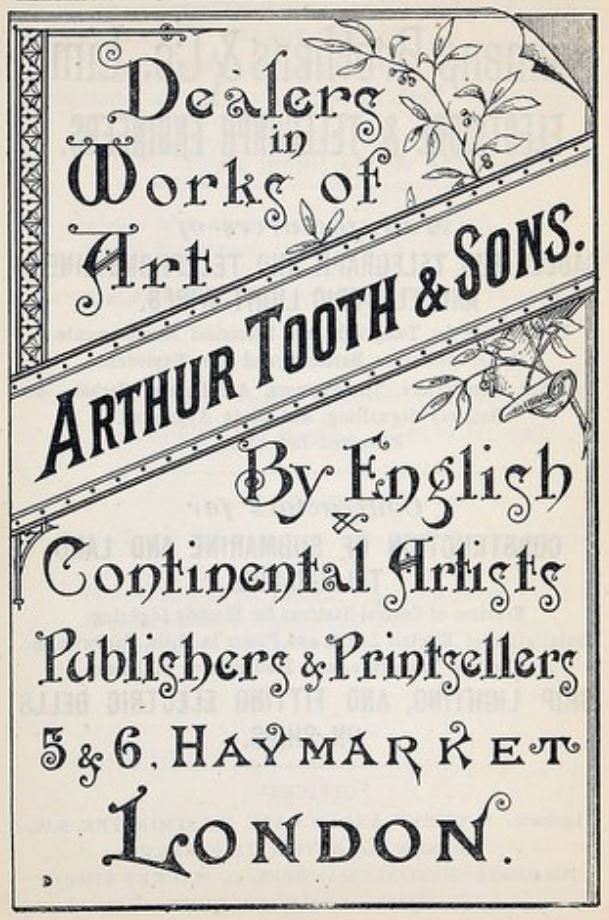 Dealers
in
Works of
Art
ARTHUR TOOTH & SONS.
By English
&
Continental Artists
Publishers & Printsellers
5 & 6. HAYMARKET
LONDON.
D